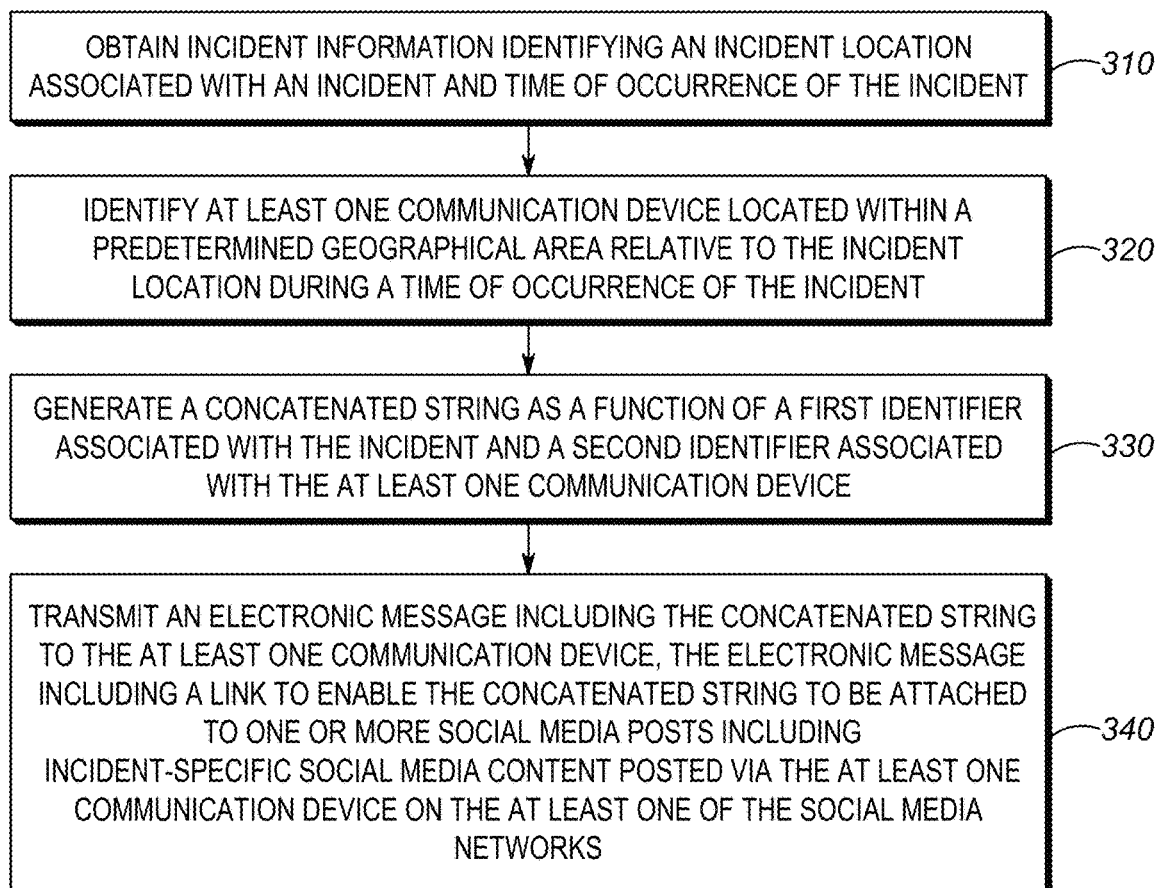 OBTAIN INCIDENT INFORMATION IDENTIFYING AN INCIDENT LOCATION
ASSOCIATED WITH AN INCIDENT AND TIME OF OCCURRENCE OF THE INCIDENT
310
IDENTIFY AT LEAST ONE COMMUNICATION DEVICE LOCATED WITHIN A
PREDETERMINED GEOGRAPHICAL AREA RELATIVE TO THE INCIDENT
LOCATION DURING A TIME OF OCCURRENCE OF THE INCIDENT
320
GENERATE A CONCATENATED STRING AS A FUNCTION OF A FIRST IDENTIFIER
ASSOCIATED WITH THE INCIDENT AND A SECOND IDENTIFIER ASSOCIATED
WITH THE AT LEAST ONE COMMUNICATION DEVICE
330
TRANSMIT AN ELECTRONIC MESSAGE INCLUDING THE CONCATENATED STRING
TO THE AT LEAST ONE COMMUNICATION DEVICE, THE ELECTRONIC MESSAGE
INCLUDING A LINK TO ENABLE THE CONCATENATED STRING TO BE ATTACHED
TO ONE OR MORE SOCIAL MEDIA POSTS INCLUDING
INCIDENT-SPECIFIC SOCIAL MEDIA CONTENT POSTED VIA THE AT LEAST ONE
COMMUNICATION DEVICE ON THE AT LEAST ONE OF THE SOCIAL MEDIA
NETWORKS
340